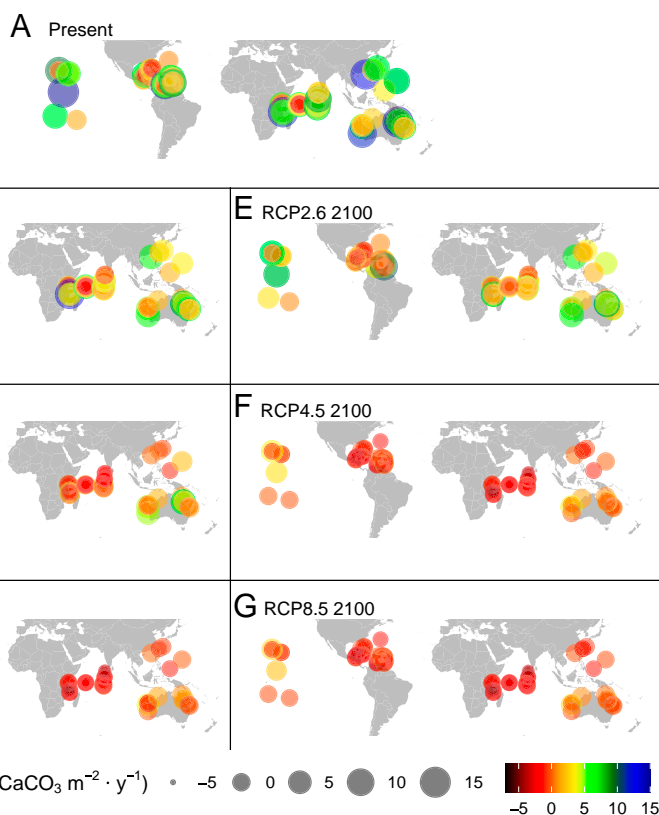 A Present
E RCP2.6 2100
F RCP4.5 2100
G RCP8.5 2100
CaCO₃ m⁻² · y⁻¹) −5 0 5 10 15
−5 0 5 10 15